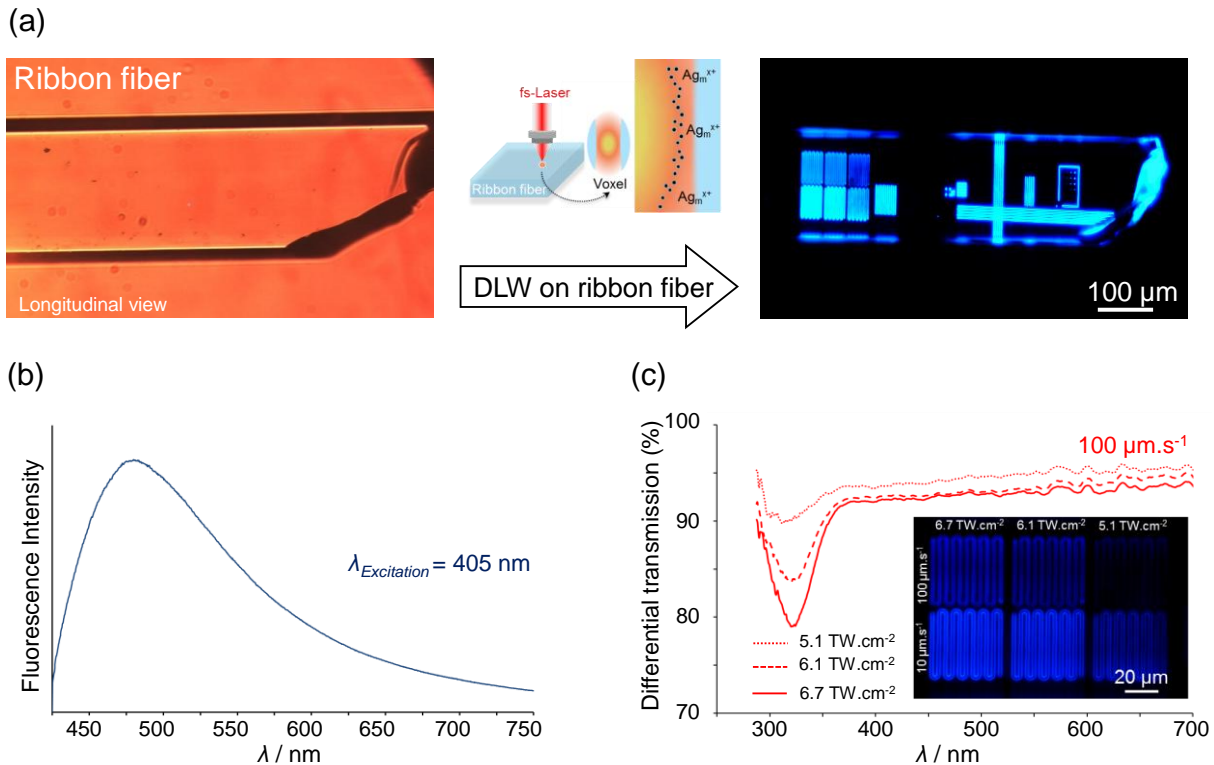 (a)
Ribbon fiber
Longitudinal view
fs-Laser
Ribbon fiber
Voxel
Agₘˣ⁺
Agₘˣ⁺
Agₘˣ⁺
DLW on ribbon fiber
100 µm
(b)
Fluorescence Intensity
λExcitation = 405 nm
450 500 550 600 650 700 750
λ / nm
(c)
Differential transmission (%)
100
90
80
70
100 µm.s⁻¹
5.1 TW.cm⁻²
6.1 TW.cm⁻²
6.7 TW.cm⁻²
6.7 TW.cm⁻² 6.1 TW.cm⁻² 5.1 TW.cm⁻²
100 µm.s⁻¹
10 µm.s⁻¹
20 µm
300 400 500 600 700
λ / nm